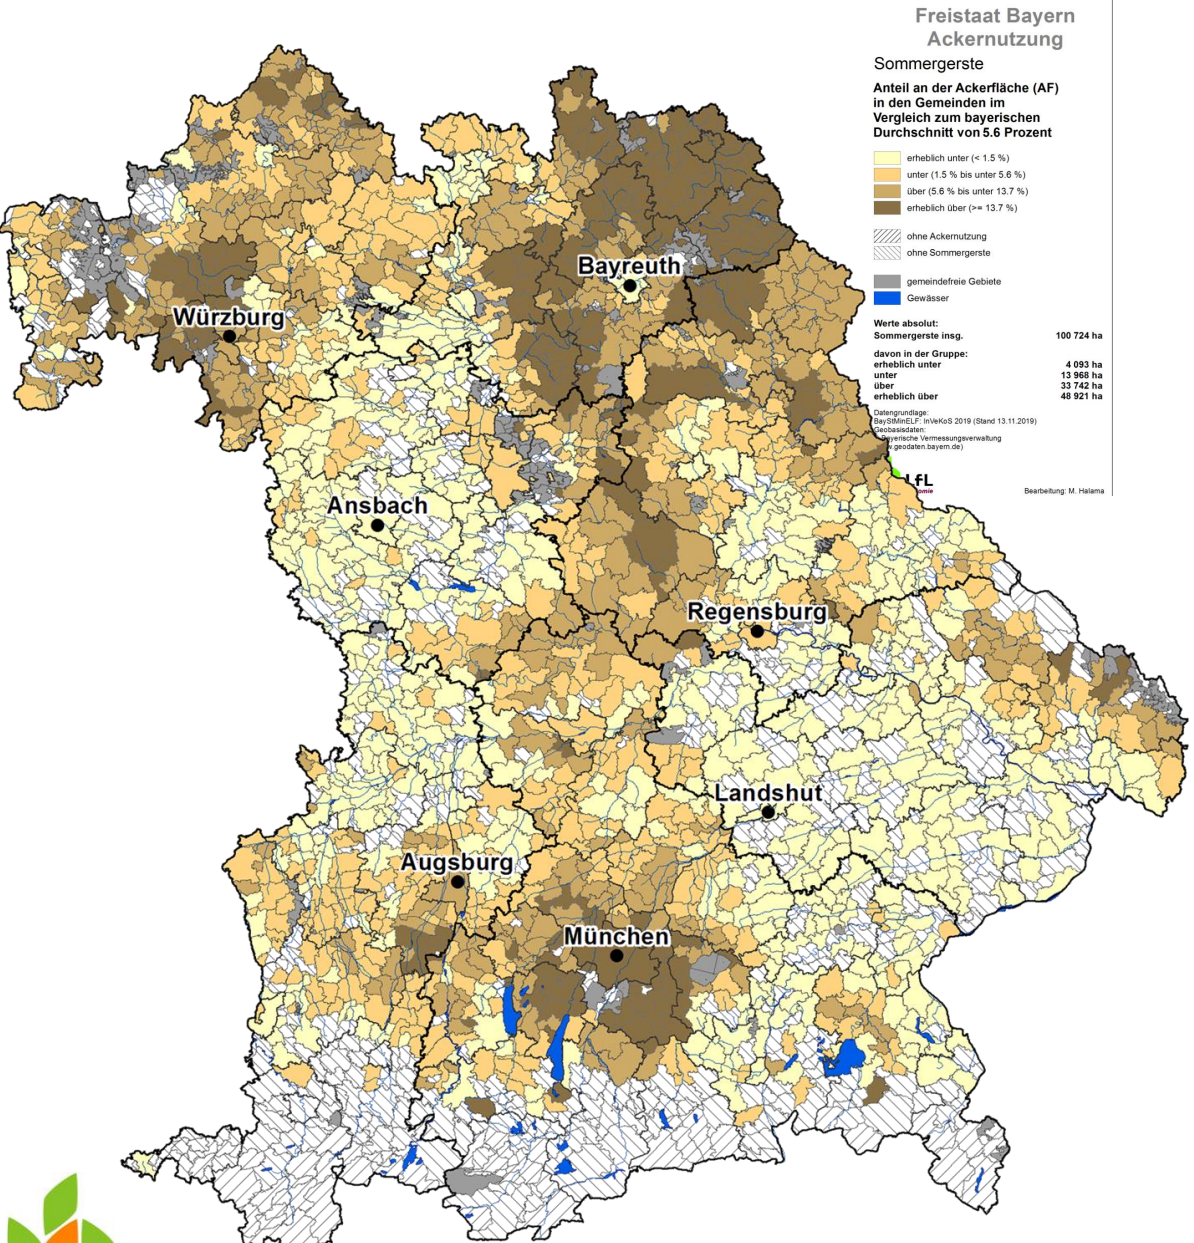 Freistaat Bayern
Ackernutzung
Sommergerste
Anteil an der Ackerfläche (AF)
in den Gemeinden im
Vergleich zum bayerischen
Durchschnitt von 5.6 Prozent
erheblich unter (< 1.5 %)
unter (1.5 % bis unter 5.6 %)
über (5.6 % bis unter 13.7 %)
erheblich über (>= 13.7 %)
ohne Ackernutzung
ohne Sommergerste
gemeindefreie Gebiete
Gewässer
Werte absolut:
Sommergerste insg. 100 724 ha
davon in der Gruppe:
erheblich unter 4 093 ha
unter 13 968 ha
über 33 742 ha
erheblich über 48 921 ha
Datengrundlage:
BayStMinELF: InVeKoS 2019 (Stand 13.11.2019)
Geobasisdaten:
Bayerische Vermessungsverwaltung
geodaten.bayern.de)
LfL
Bearbeitung: M. Halama
Bayreuth
Würzburg
Ansbach
Regensburg
Landshut
Augsburg
München